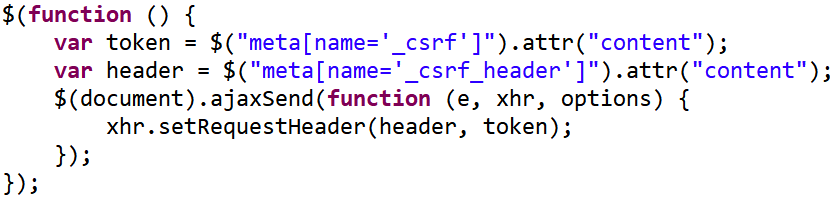 $(function () {
    var token = $("meta[name='_csrf']").attr("content");
    var header = $("meta[name='_csrf_header']").attr("content");
    $(document).ajaxSend(function (e, xhr, options) {
        xhr.setRequestHeader(header, token);
    });
});